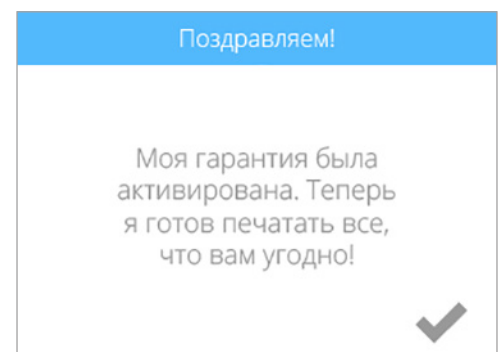 Поздравляем!
Моя гарантия была
активирована. Теперь
я готов печатать все,
что вам угодно!